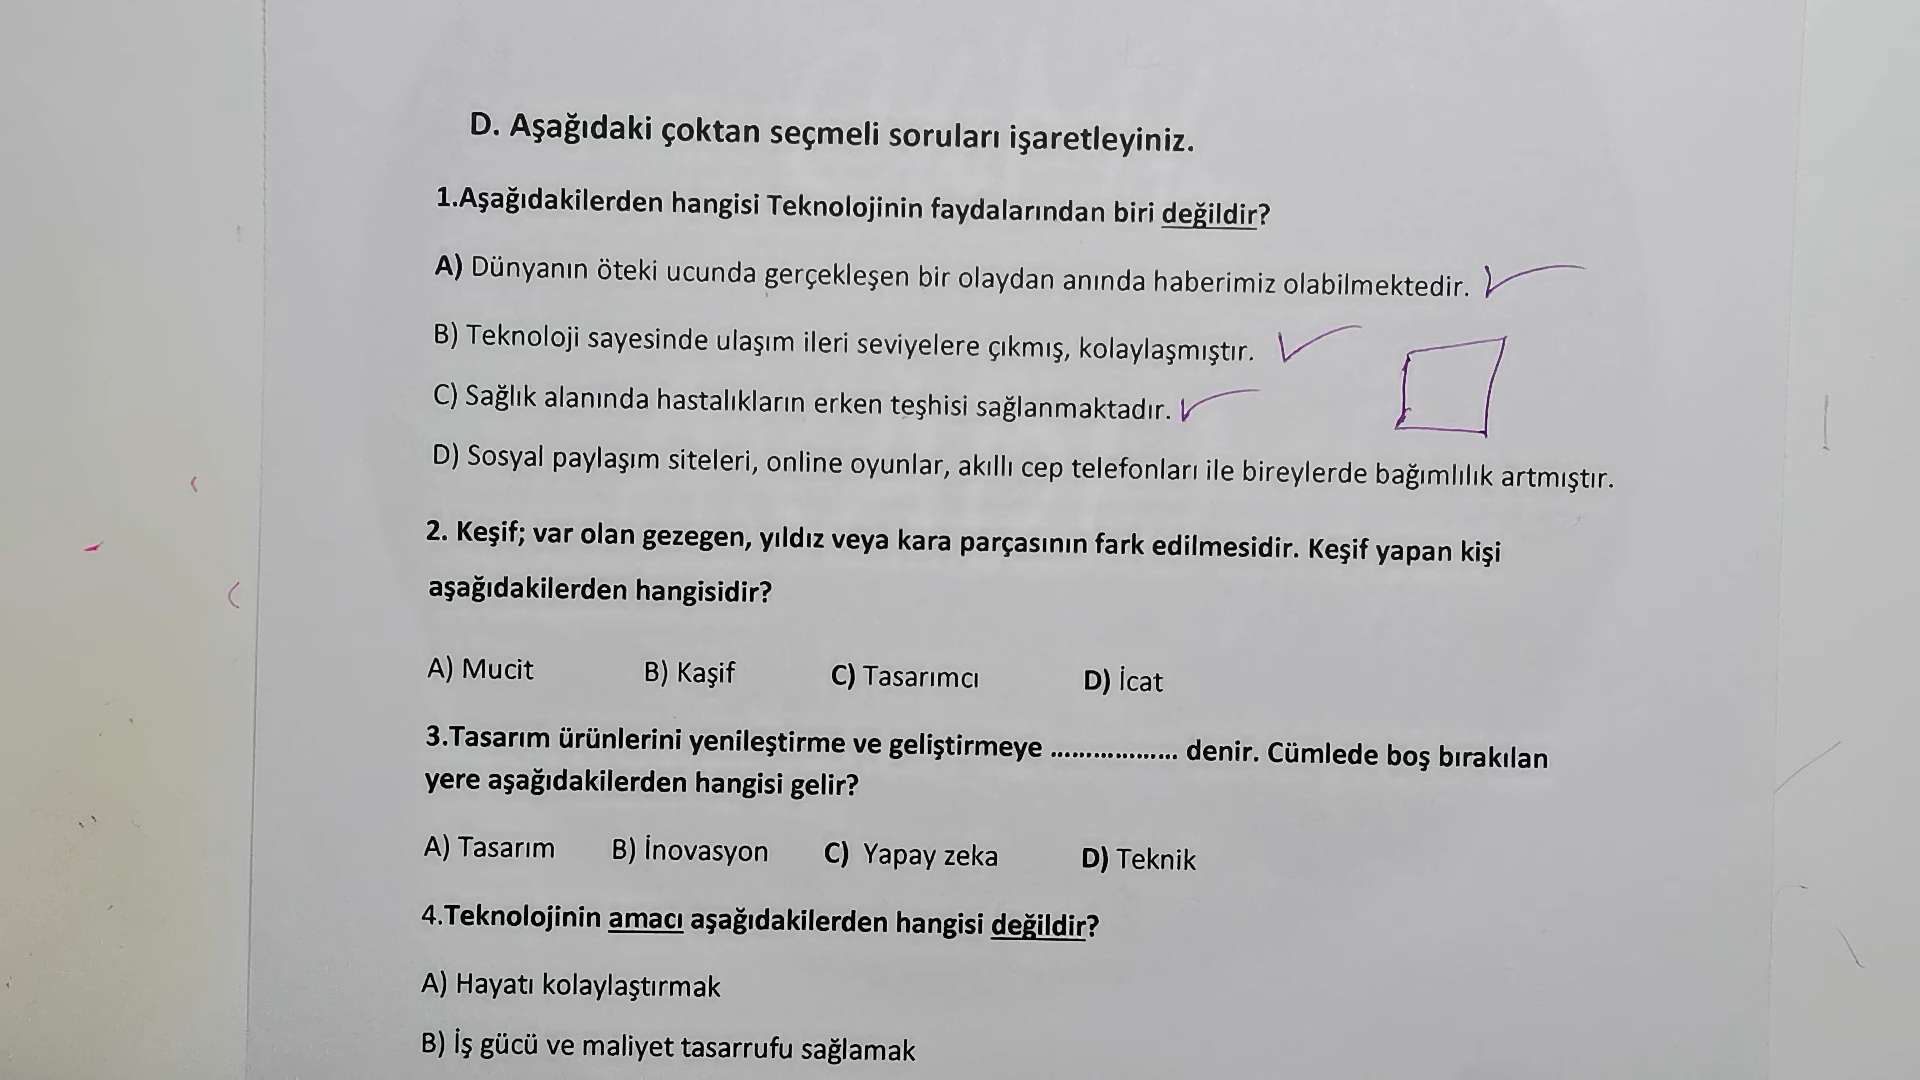 D. Aşağıdaki çoktan seçmeli soruları işaretleyiniz.
1.Aşağıdakilerden hangisi Teknolojinin faydalarından biri değildir?
A) Dünyanın öteki ucunda gerçekleşen bir olaydan anında haberimiz olabilmektedir.
B) Teknoloji sayesinde ulaşım ileri seviyelere çıkmış, kolaylaşmıştır.
C) Sağlık alanında hastalıkların erken teşhisi sağlanmaktadır.
D) Sosyal paylaşım siteleri, online oyunlar, akıllı cep telefonları ile bireylerde bağımlılık artmıştır.
2. Keşif; var olan gezegen, yıldız veya kara parçasının fark edilmesidir. Keşif yapan kişi
aşağıdakilerden hangisidir?
A) Mucit B) Kaşif C) Tasarımcı D) İcat
3.Tasarım ürünlerini yenileştirme ve geliştirmeye .................. denir. Cümlede boş bırakılan
yere aşağıdakilerden hangisi gelir?
A) Tasarım B) İnovasyon C) Yapay zeka D) Teknik
4.Teknolojinin amacı aşağıdakilerden hangisi değildir?
A) Hayatı kolaylaştırmak
B) İş gücü ve maliyet tasarrufu sağlamak